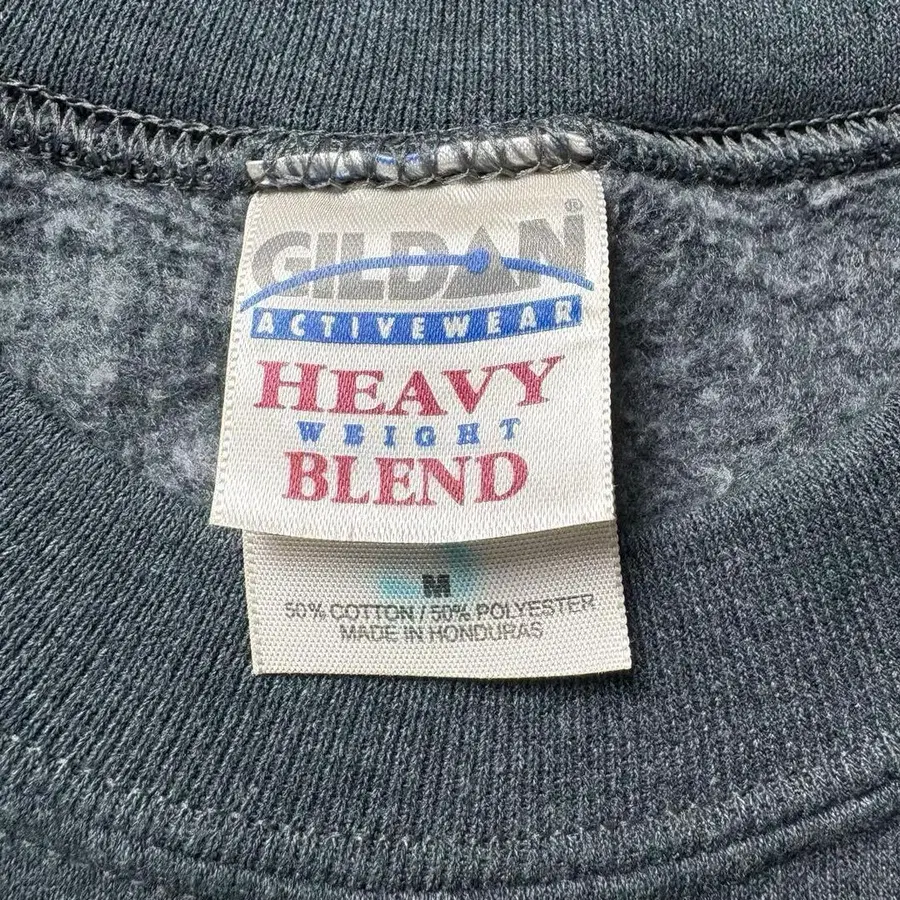 GILDAN®
ACTIVEWEAR
HEAVY
WEIGHT
BLEND
M
50% COTTON / 50% POLYESTER
MADE IN HONDURAS